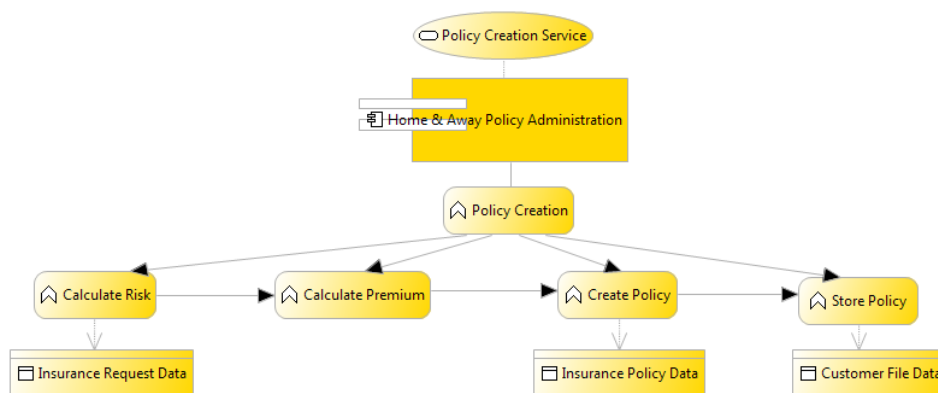 Policy Creation Service
Home & Away Policy Administration
Policy Creation
Calculate Risk
Calculate Premium
Create Policy
Store Policy
Insurance Request Data
Insurance Policy Data
Customer File Data